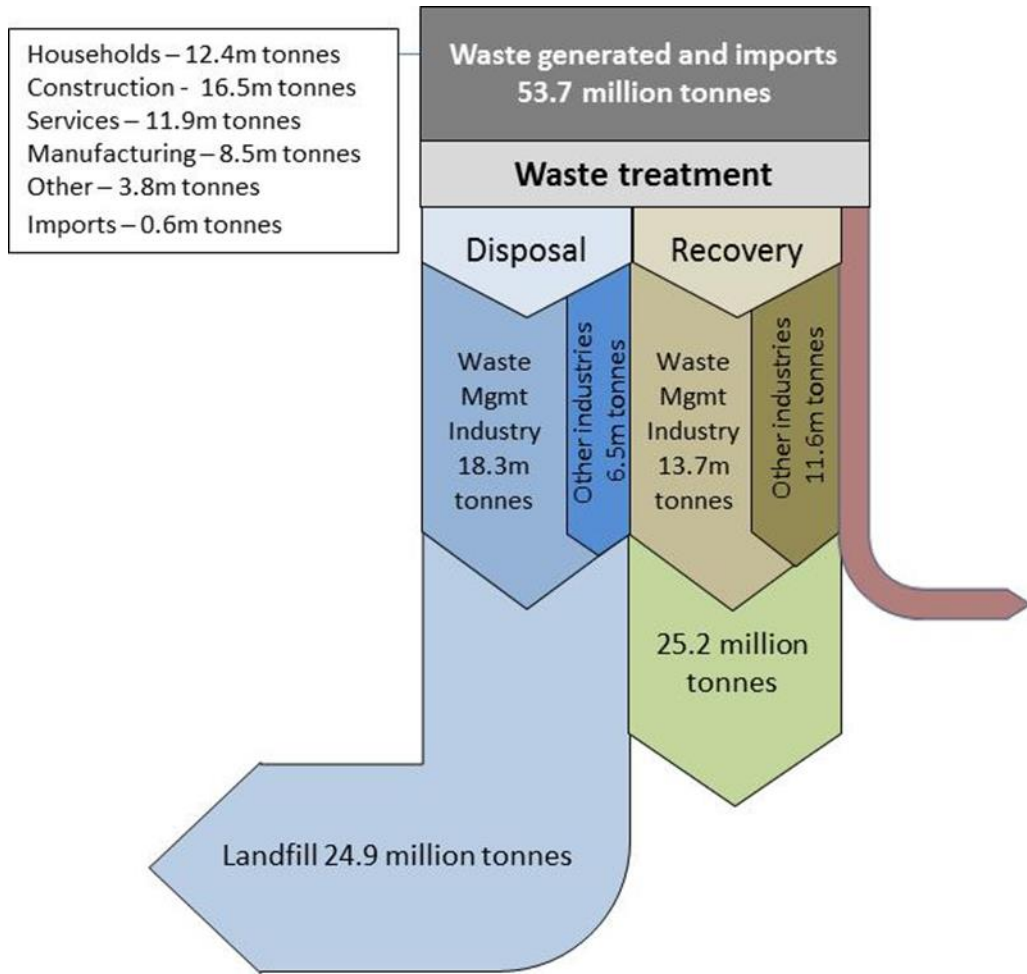 Households – 12.4m tonnes
Construction -  16.5m tonnes
Services – 11.9m tonnes
Manufacturing – 8.5m tonnes
Other – 3.8m tonnes
Imports – 0.6m tonnes
Waste generated and imports
53.7 million tonnes
Waste treatment
Disposal
Recovery
Waste
Mgmt
Industry
18.3m
tonnes
Other industries
6.5m tonnes
Waste
Mgmt
Industry
13.7m
tonnes
Other industries
11.6m tonnes
25.2 million
tonnes
Landfill 24.9 million tonnes